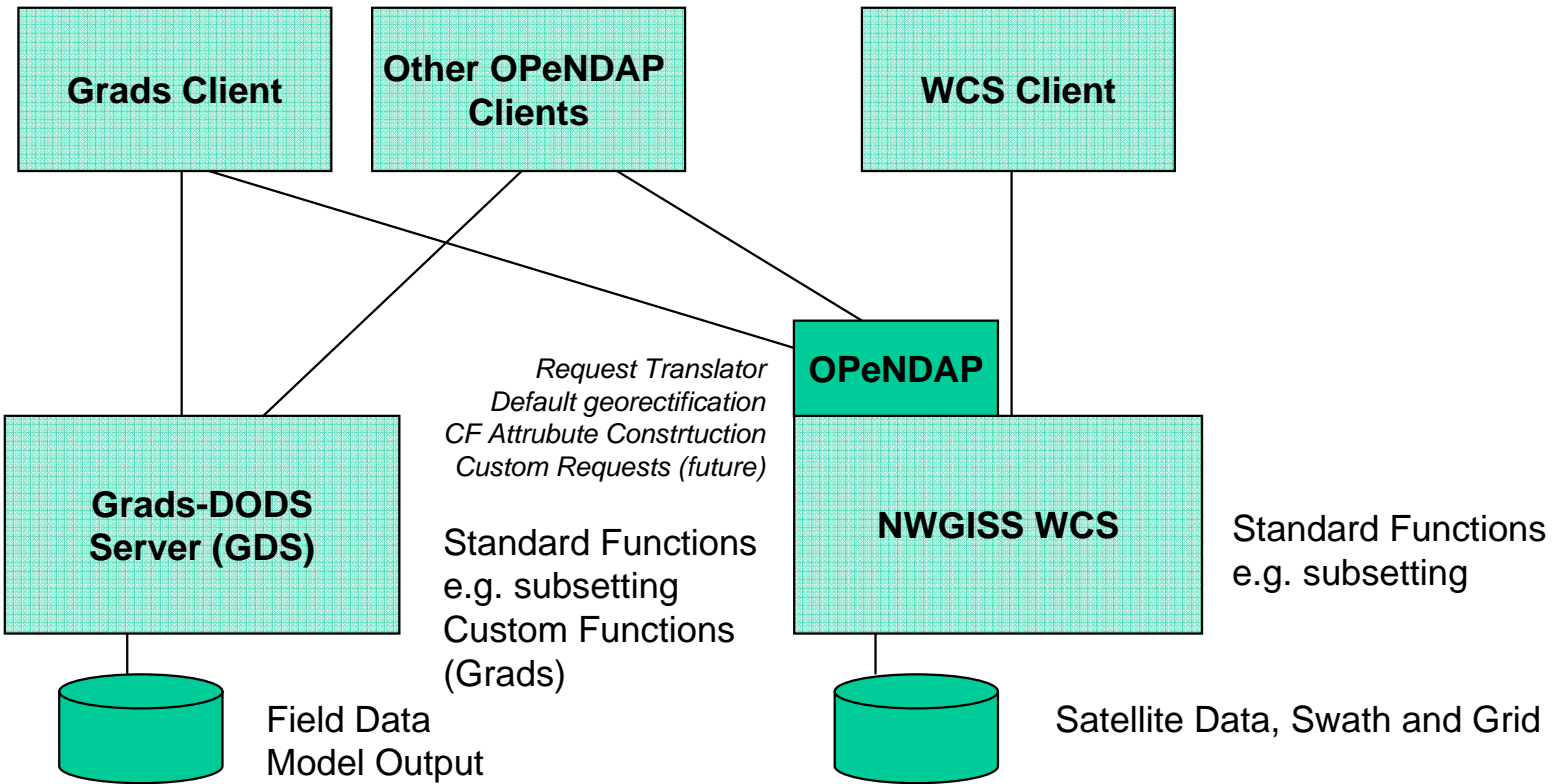 Grads Client
Other OPeNDAP
Clients
WCS Client
OPeNDAP
Request Translator
Default georectification
CF Attrubute Constrtuction
Custom Requests (future)
Grads-DODS
Server (GDS)
Standard Functions
e.g. subsetting
Custom Functions
(Grads)
NWGISS WCS
Standard Functions
e.g. subsetting
Field Data
Model Output
Satellite Data, Swath and Grid